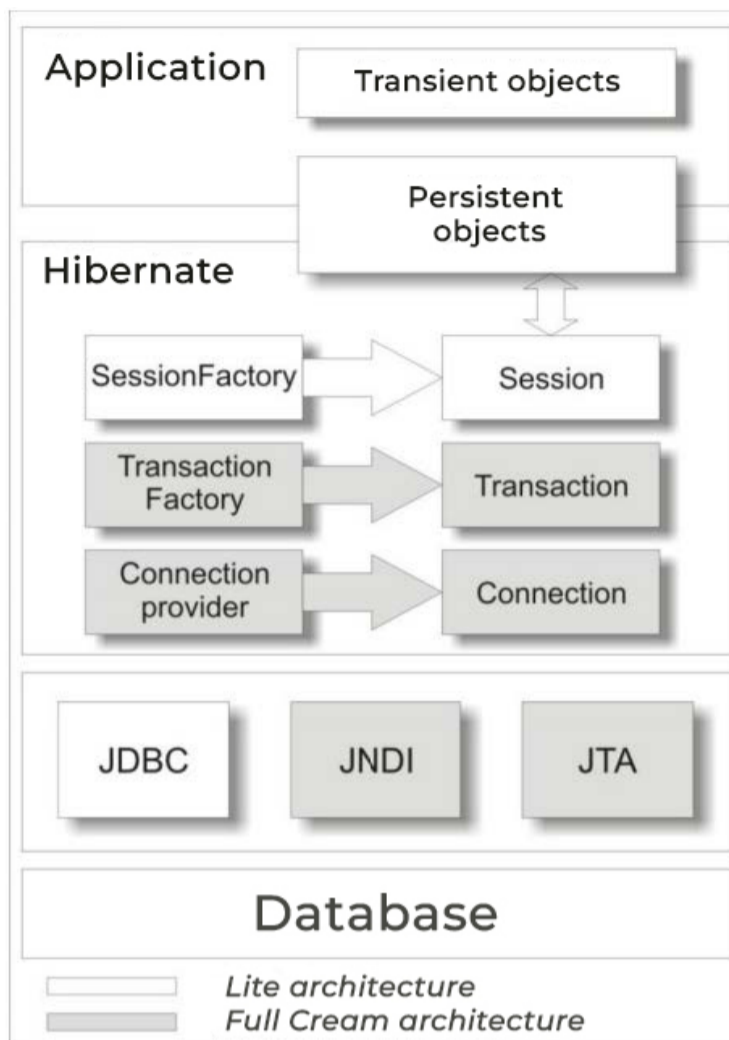 Application
Transient objects
Persistent
objects
Hibernate
SessionFactory
Session
Transaction
Factory
Transaction
Connection
provider
Connection
JDBC
JNDI
JTA
Database
Lite architecture
Full Cream architecture